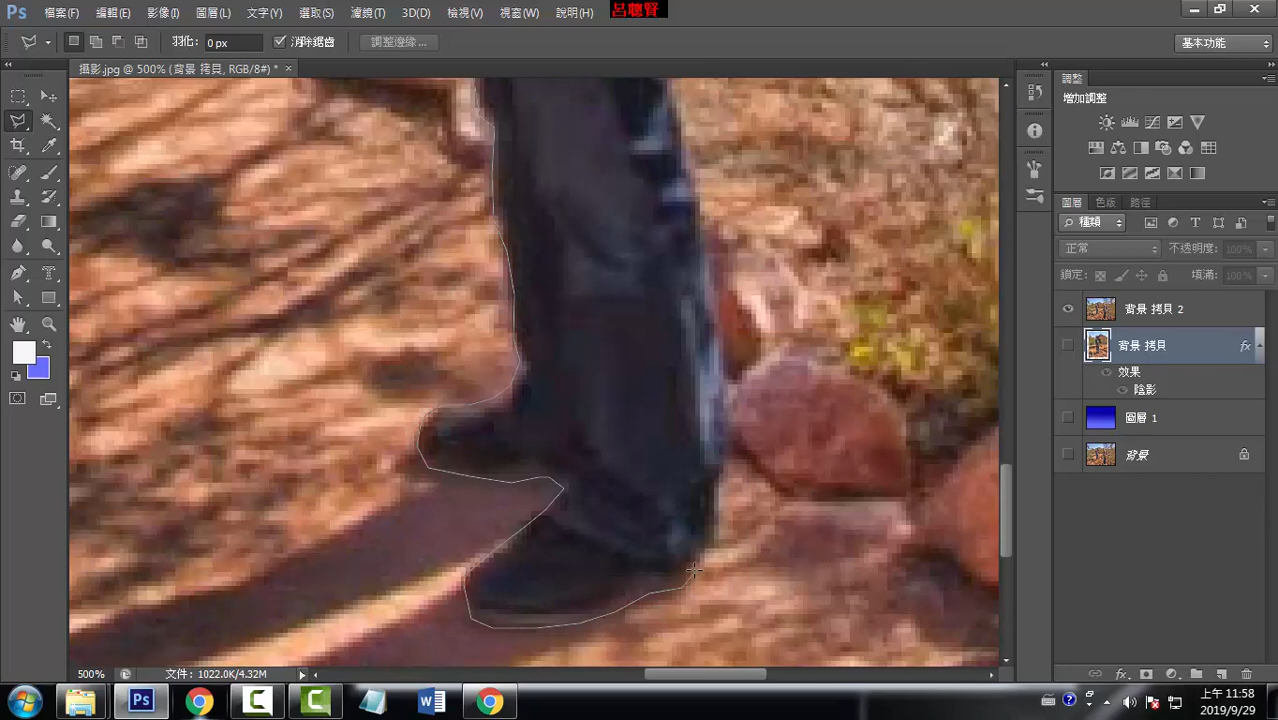 Ps 檔案(F) 編輯(E) 影像(I) 圖層(L) 文字(Y) 選取(S) 濾鏡(T) 3D(D) 檢視(V) 視窗(W) 說明(H) 呂聰賢
羽化: 0 px 消除鋸齒 調整邊緣... 基本功能
攝影.jpg @ 500% (背景 拷貝, RGB/8#) * ×
調整
增加調整
圖層 色版 路徑
種類
正常 不透明度: 100%
鎖定: 填滿: 100%
背景 拷貝 2
背景 拷貝 fx
效果
陰影
圖層 1
背景
500% 文件: 1022.0K/4.32M
上午 11:58
2019/9/29